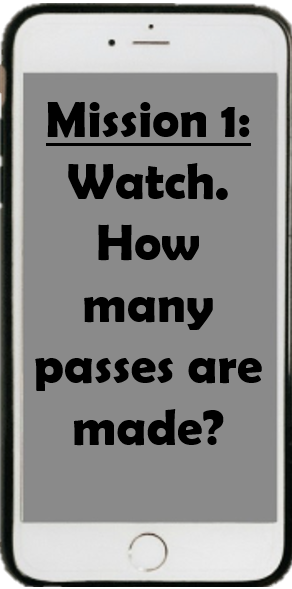 Mission 1:
Watch.
How
many
passes are
made?